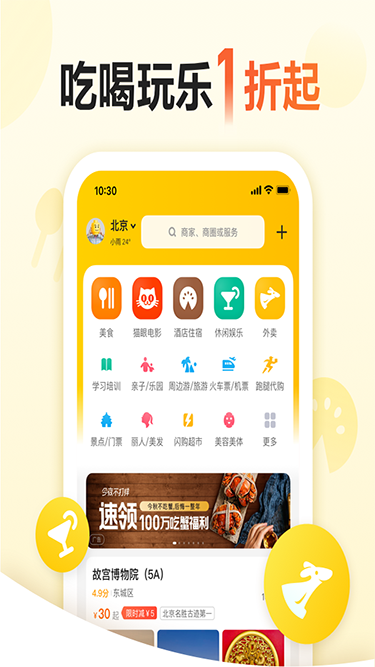 吃喝玩乐1折起
10:30
北京
小雨 24°
商家、商圈或服务
美食
猫眼电影
酒店住宿
休闲娱乐
外卖
学习培训
亲子/乐园
周边游/旅游
火车票/机票
跑腿代购
景点/门票
丽人/美发
闪购超市
美容美体
更多
今夜不打烊
今秋不吃蟹,后悔一整年
速领100万吃蟹福利
广告
故宫博物院（5A）
4.9分 东城区
¥30起 限时减￥5 北京名胜古迹第一